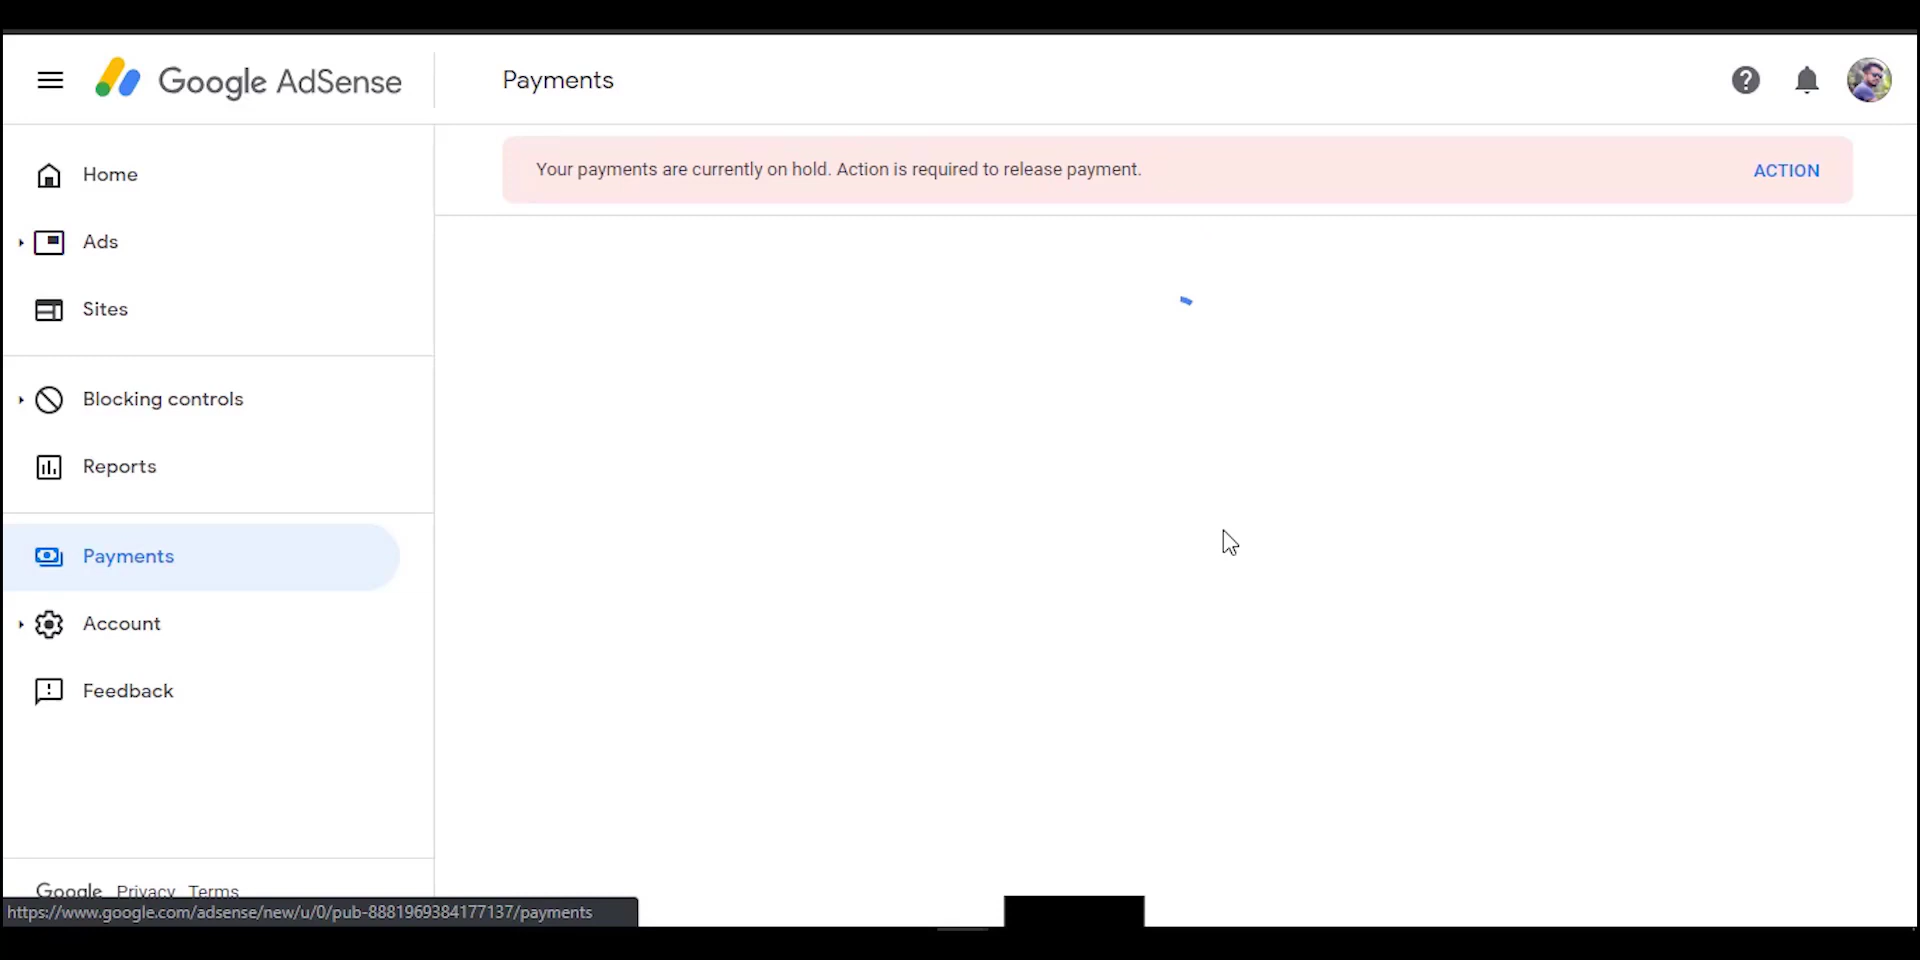 Google AdSense
Payments
Your payments are currently on hold. Action is required to release payment.
ACTION
Home
Ads
Sites
Blocking controls
Reports
Payments
Account
Feedback
Google Privacy Terms
https://www.google.com/adsense/new/u/0/pub-8881969384177137/payments